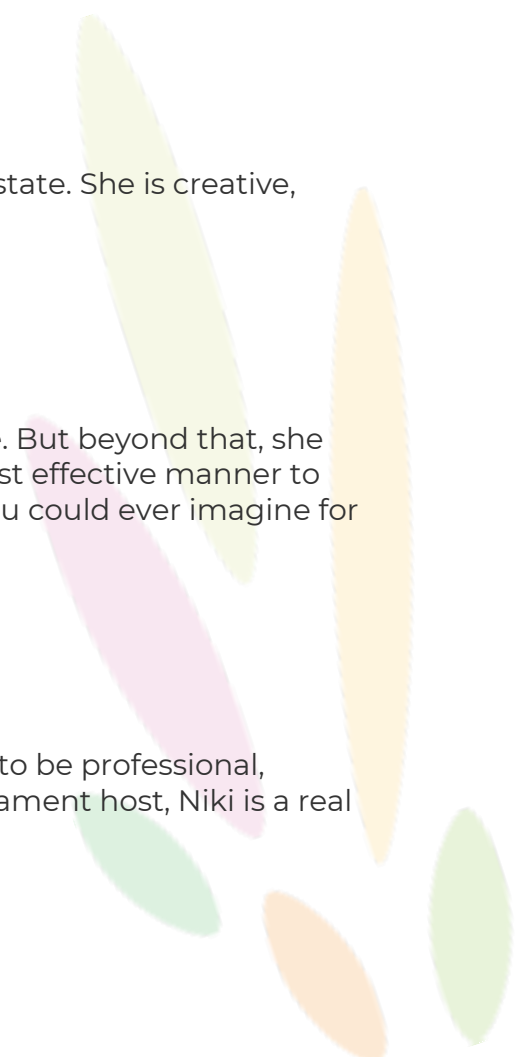 state. She is creative,
. But beyond that, she
st effective manner to
u could ever imagine for
to be professional,
ament host, Niki is a real